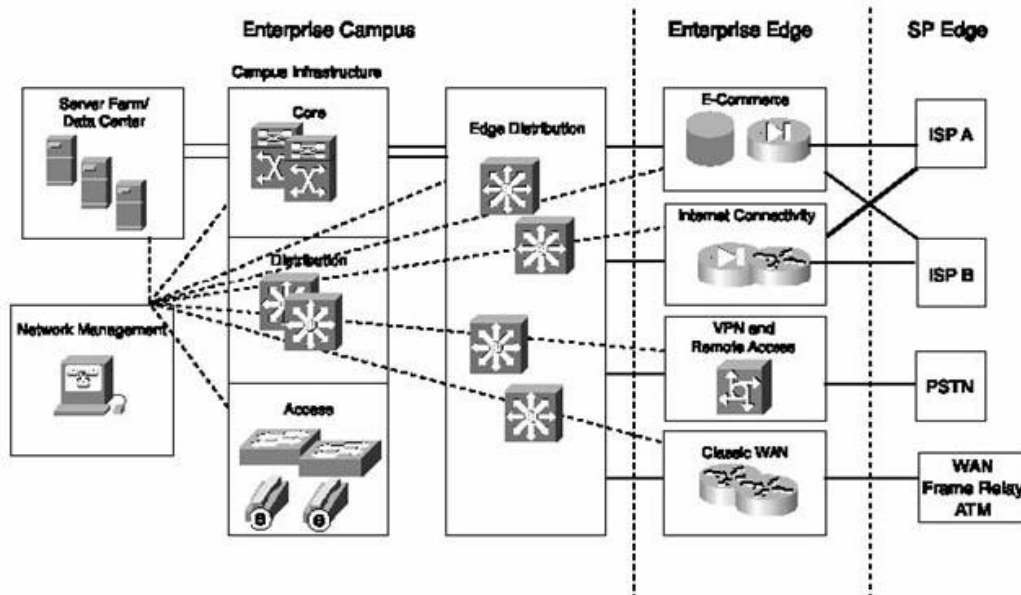 Enterprise Campus
Enterprise Edge
SP Edge
Campus Infrastructure
Server Farm/
Data Center
Core
Edge Distribution
E-Commerce
ISP A
Internet Connectivity
ISP B
Distribution
Network Management
VPN and
Remote Access
PSTN
Access
Classic WAN
WAN
Frame Relay
ATM